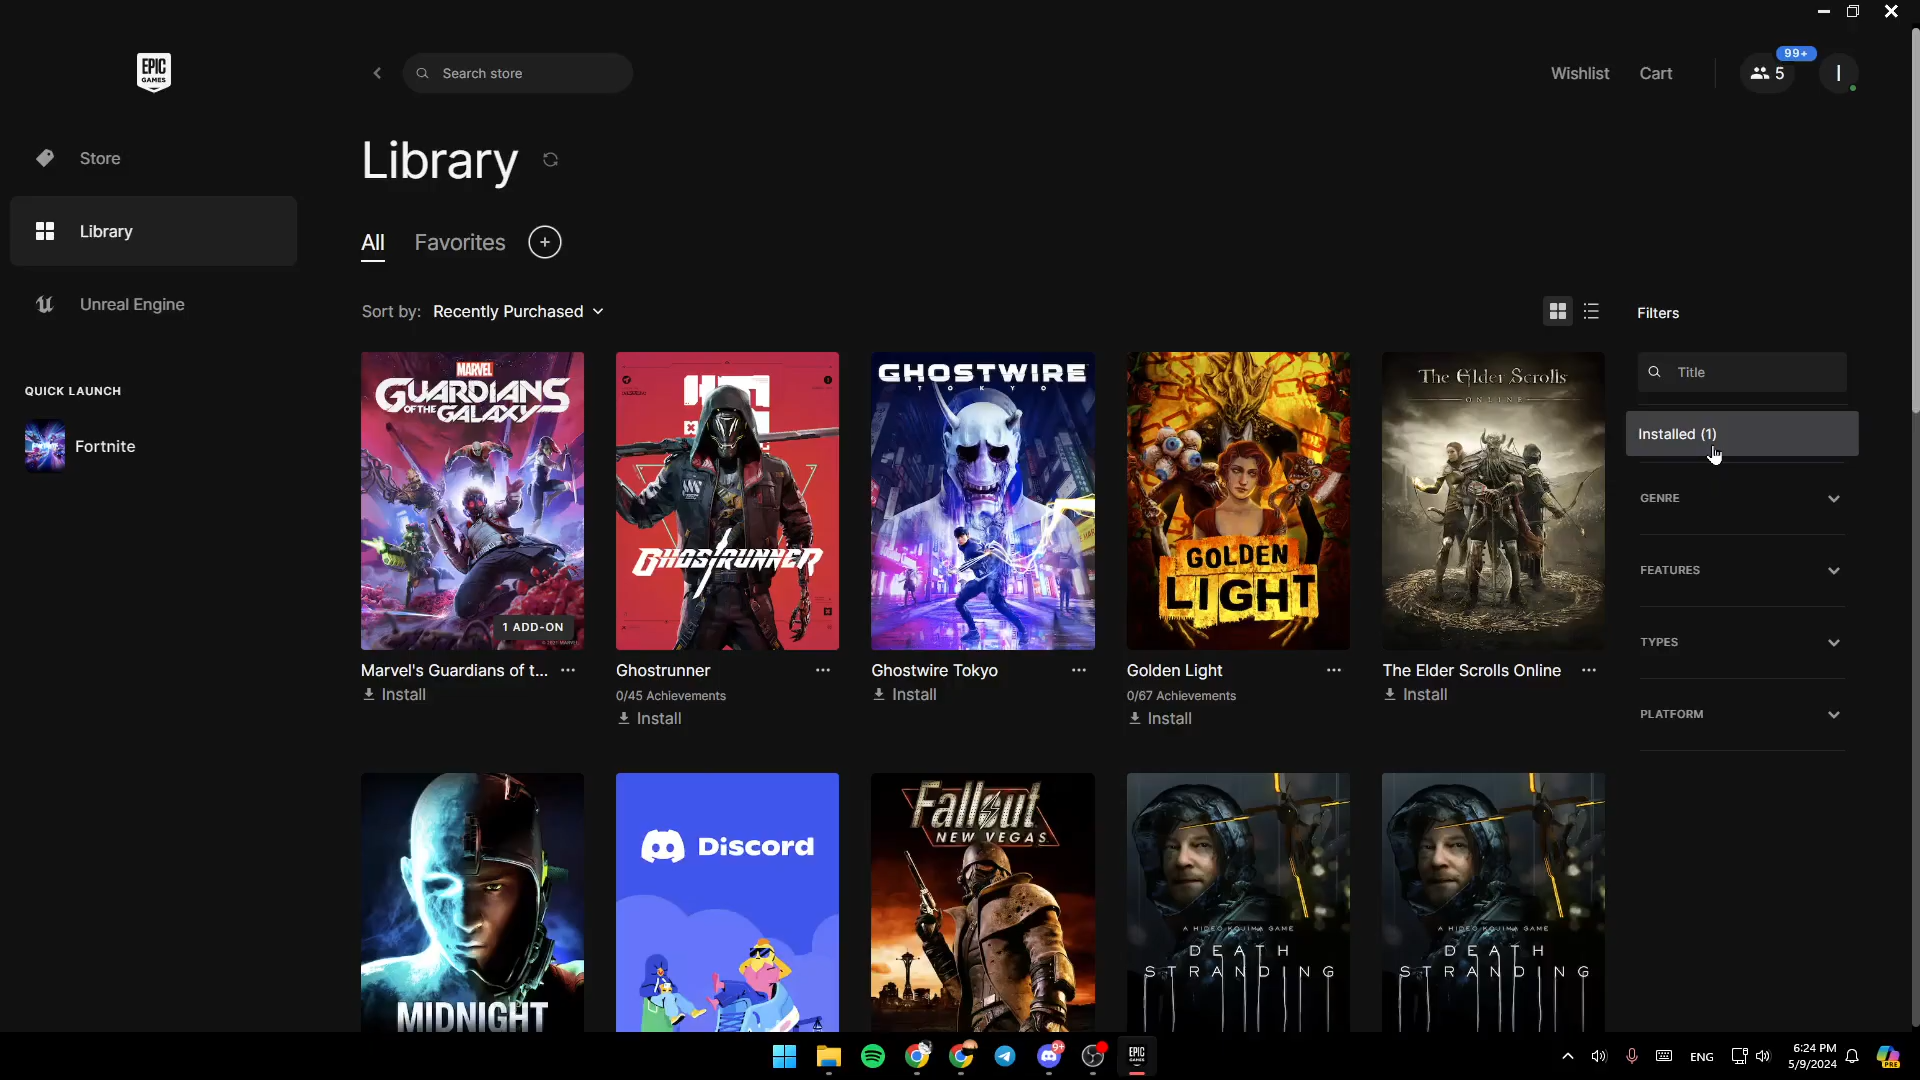 EPIC
GAMES
Search store
Wishlist
Cart
99+
5
I
Store
Library
Unreal Engine
QUICK LAUNCH
Fortnite
Library
All
Favorites
+
Sort by: Recently Purchased
Filters
Title
Installed (1)
GENRE
FEATURES
TYPES
PLATFORM
MARVEL
GUARDIANS
OF THE GALAXY
1 ADD-ON
Marvel's Guardians of t...
Install
GHOSTRUNNER
Ghostrunner
0/45 Achievements
Install
GHOSTWIRE
TOKYO
Ghostwire Tokyo
Install
GOLDEN
LIGHT
Golden Light
0/67 Achievements
Install
The Elder Scrolls
ONLINE
The Elder Scrolls Online
Install
MIDNIGHT
Discord
Fallout
NEW VEGAS
A HIDEO KOJIMA GAME
DEATH
STRANDING
A HIDEO KOJIMA GAME
DEATH
STRANDING
9+
EPIC
GAMES
ENG
6:24 PM
5/9/2024
PRE